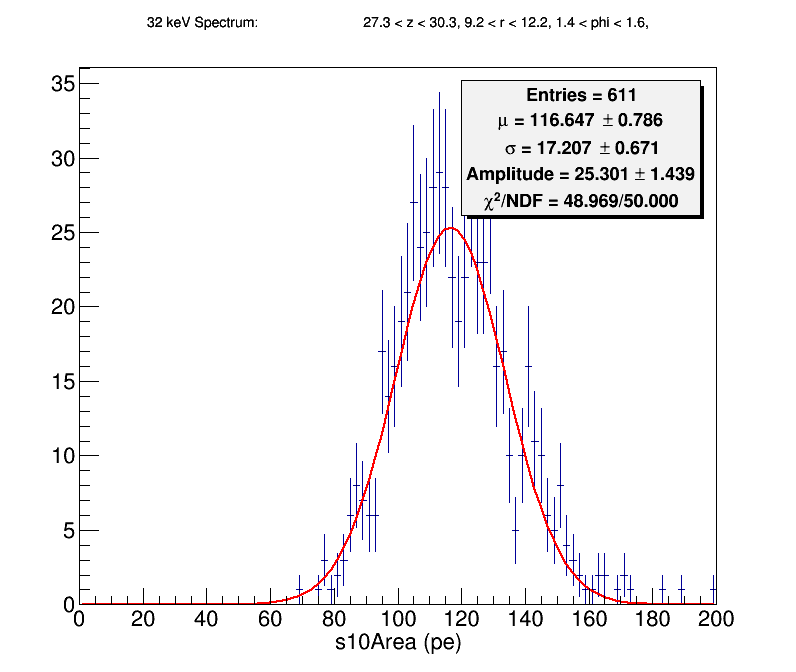 32 keV Spectrum: 27.3 < z < 30.3, 9.2 < r < 12.2, 1.4 < phi < 1.6,
Entries = 611
μ = 116.647 ± 0.786
σ = 17.207 ± 0.671
Amplitude = 25.301 ± 1.439
χ²/NDF = 48.969/50.000
35
30
25
20
15
10
5
0
0 20 40 60 80 100 120 140 160 180 200
s10Area (pe)